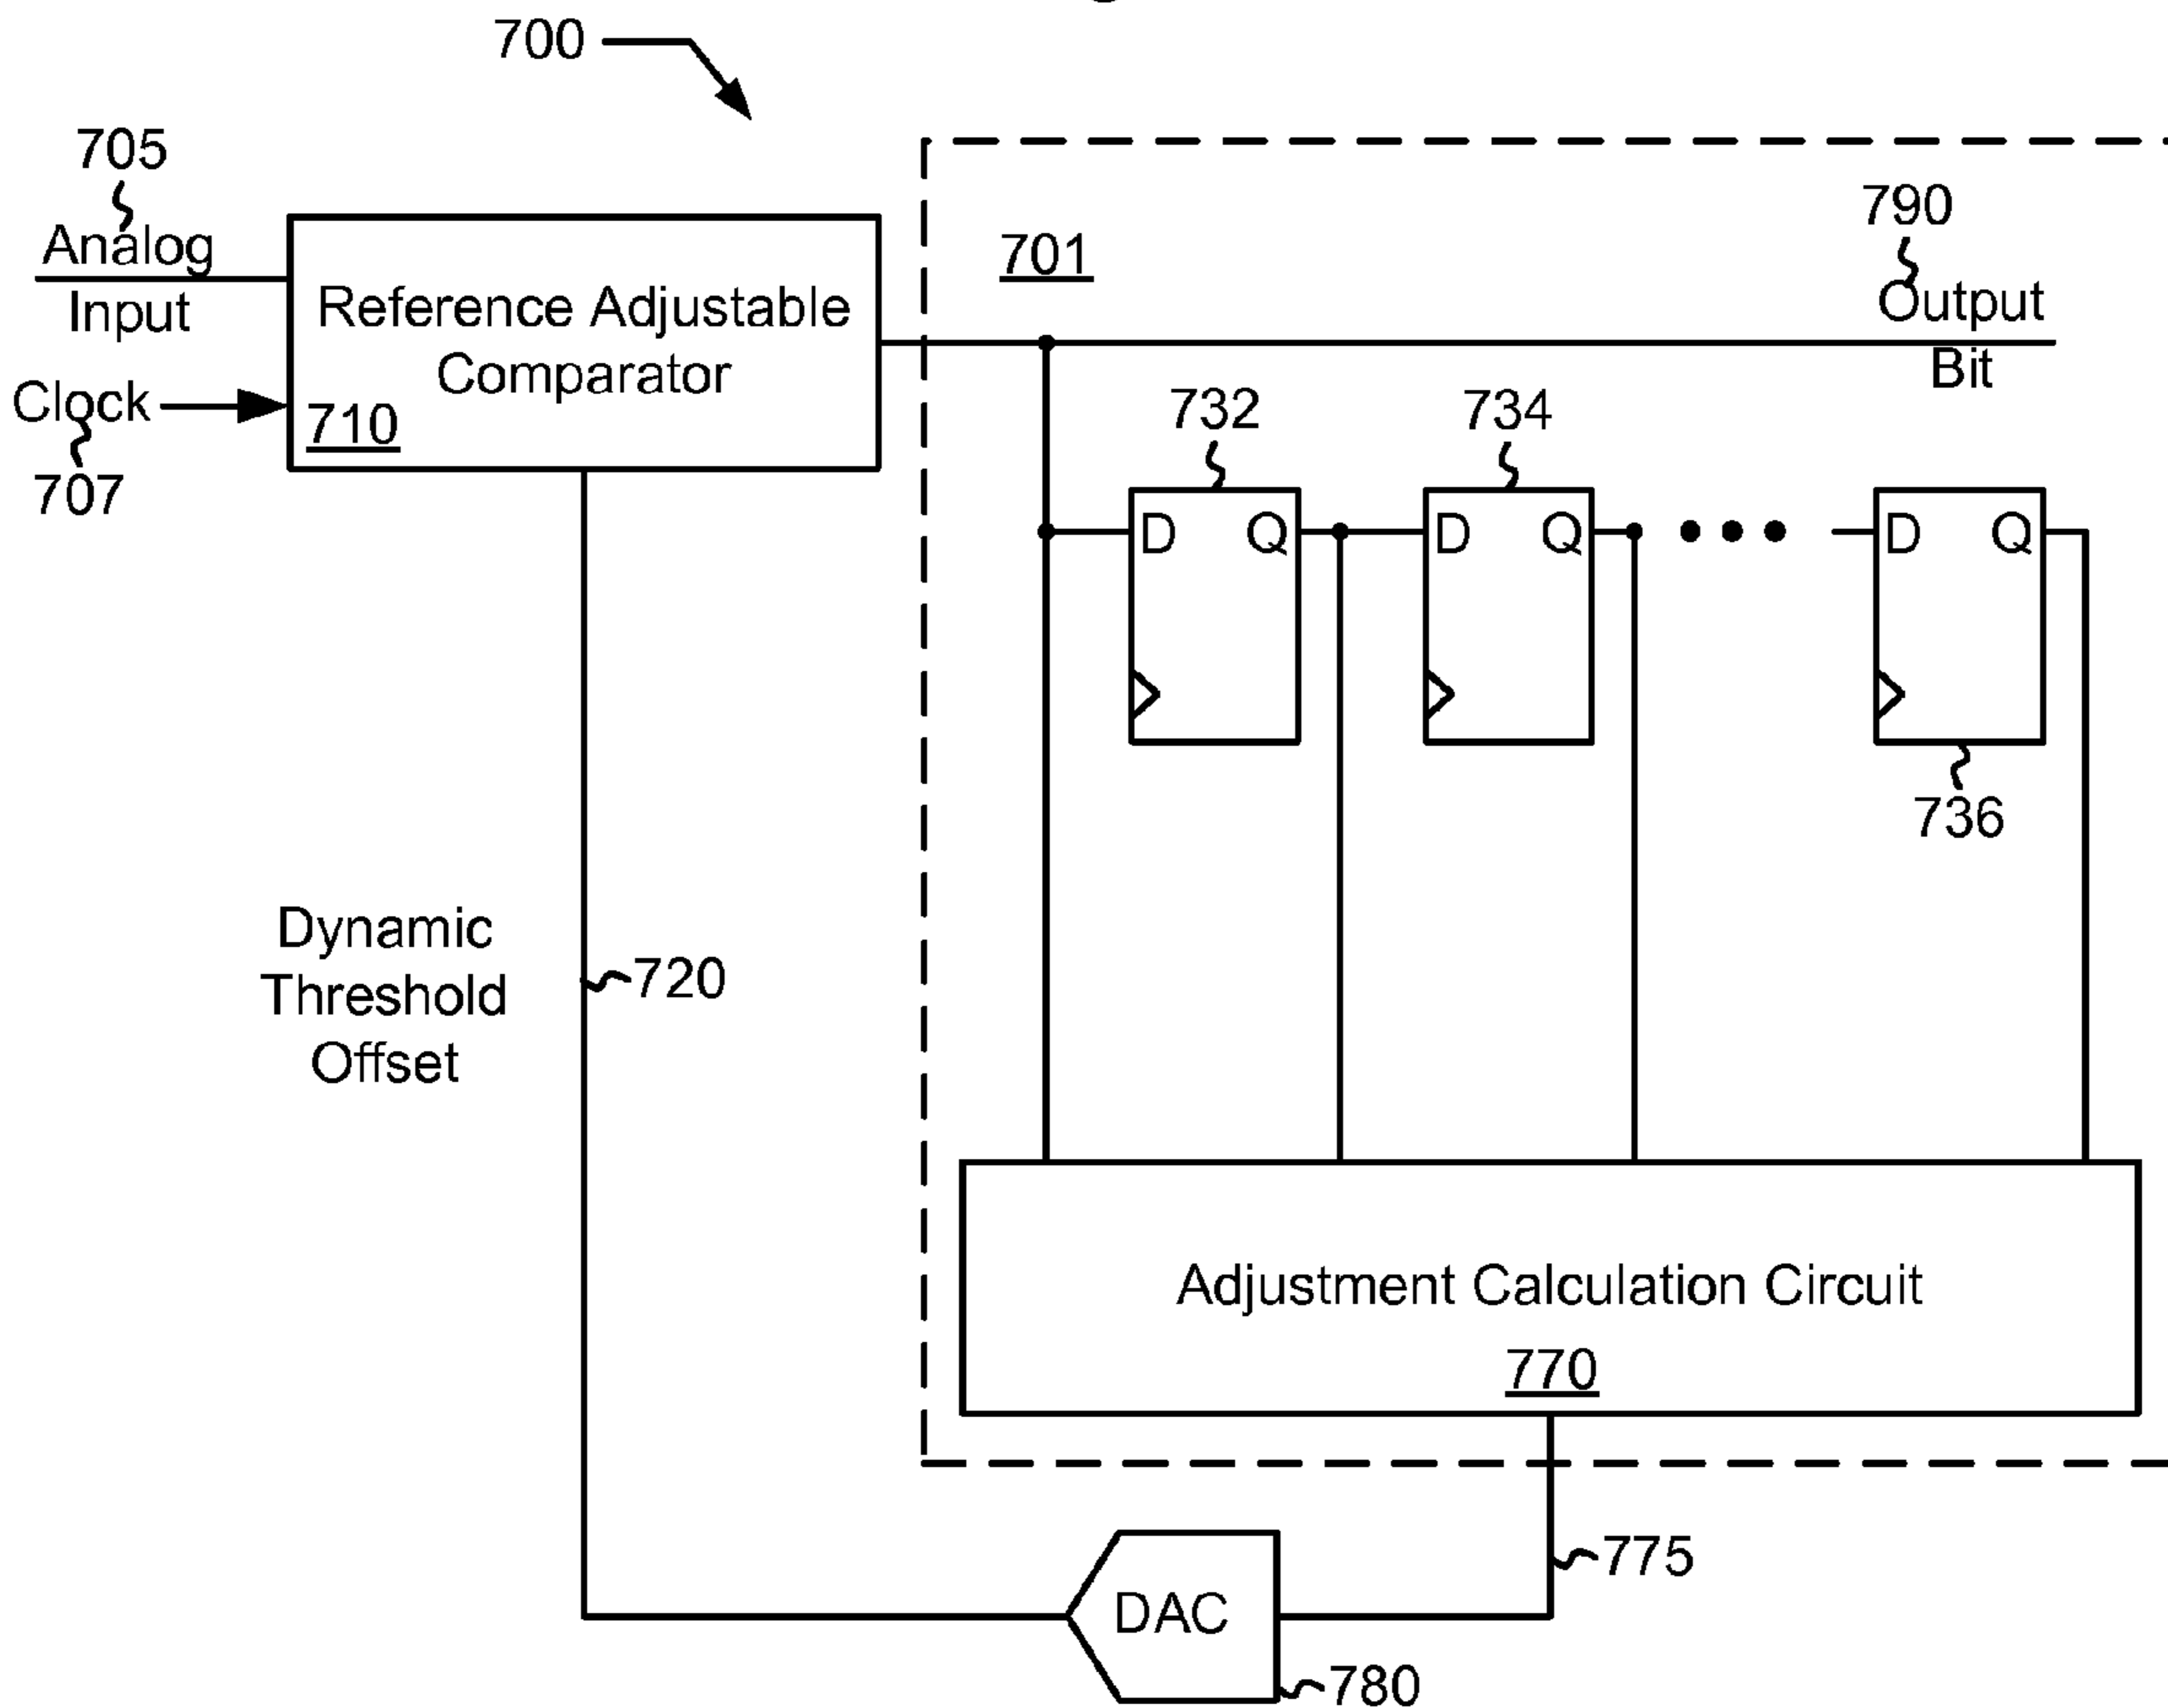 700
705
Analog
Input
Clock
707
Reference Adjustable
Comparator
710
701
790
Output
Bit
732
734
D Q
D Q
D Q
736
Dynamic
Threshold
Offset
720
Adjustment Calculation Circuit
770
775
DAC
780